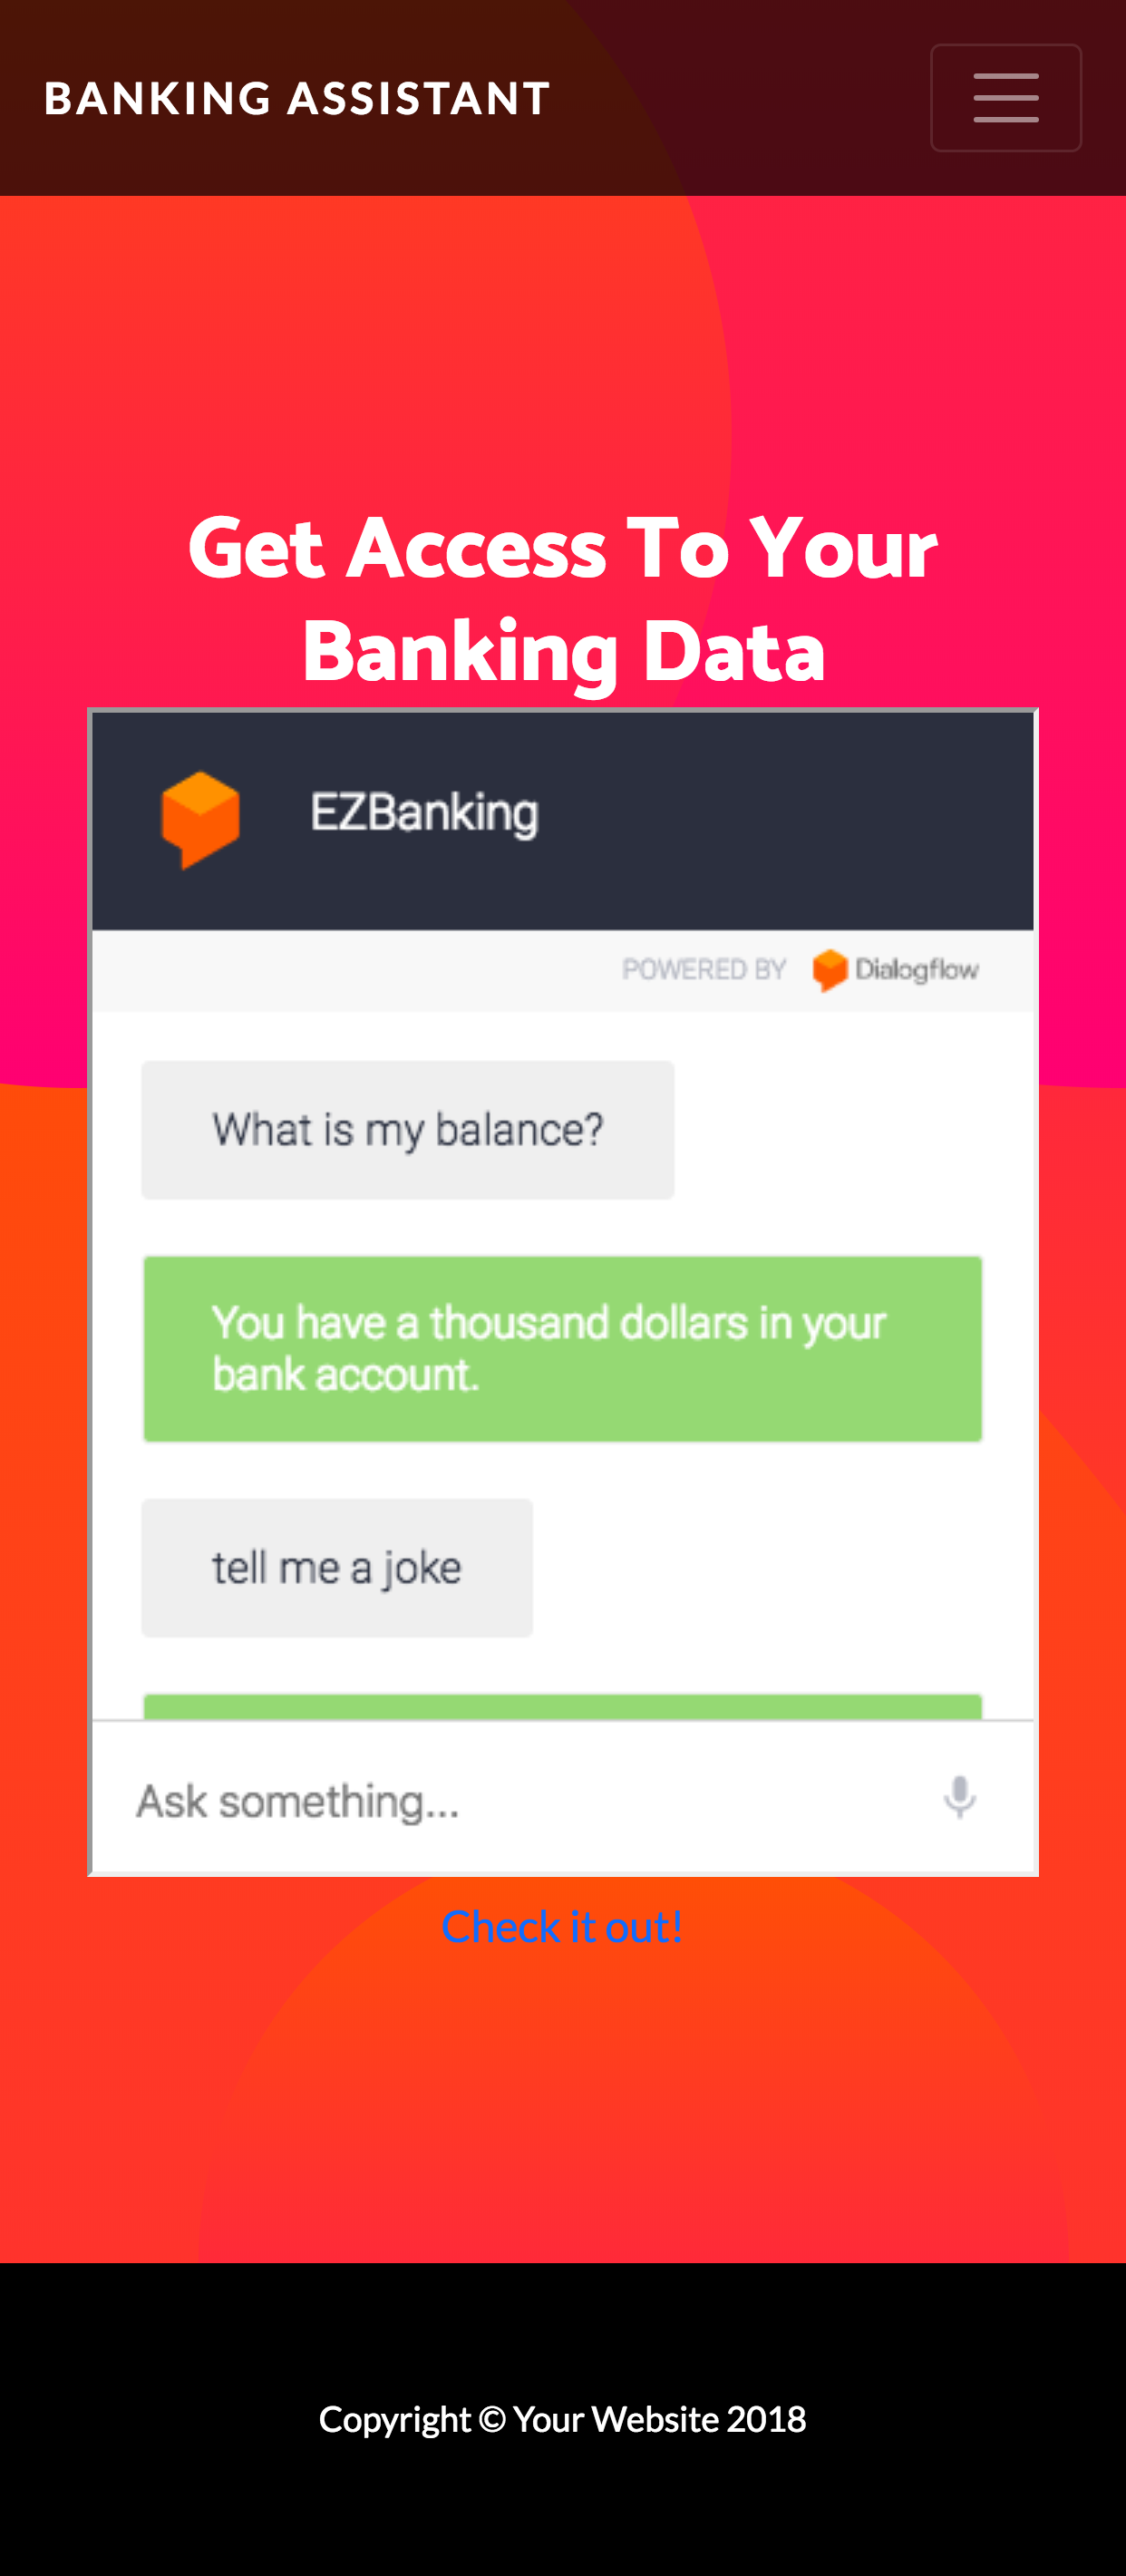 BANKING ASSISTANT
Get Access To Your
Banking Data
EZBanking
POWERED BY Dialogflow
What is my balance?
You have a thousand dollars in your
bank account.
tell me a joke
Ask something...
Check it out!
Copyright © Your Website 2018